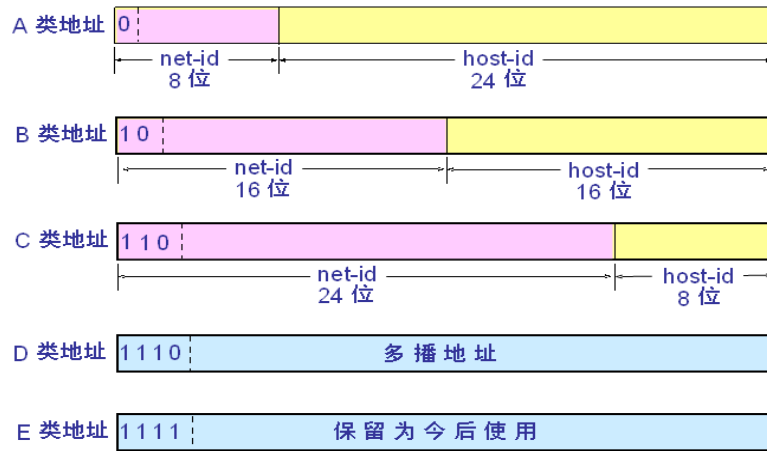 A 类地址 0
net-id host-id
8 位 24 位
B 类地址 1 0
net-id host-id
16 位 16 位
C 类地址 1 1 0
net-id host-id
24 位 8 位
D 类地址 1 1 1 0 多播地址
E 类地址 1 1 1 1 保留为今后使用